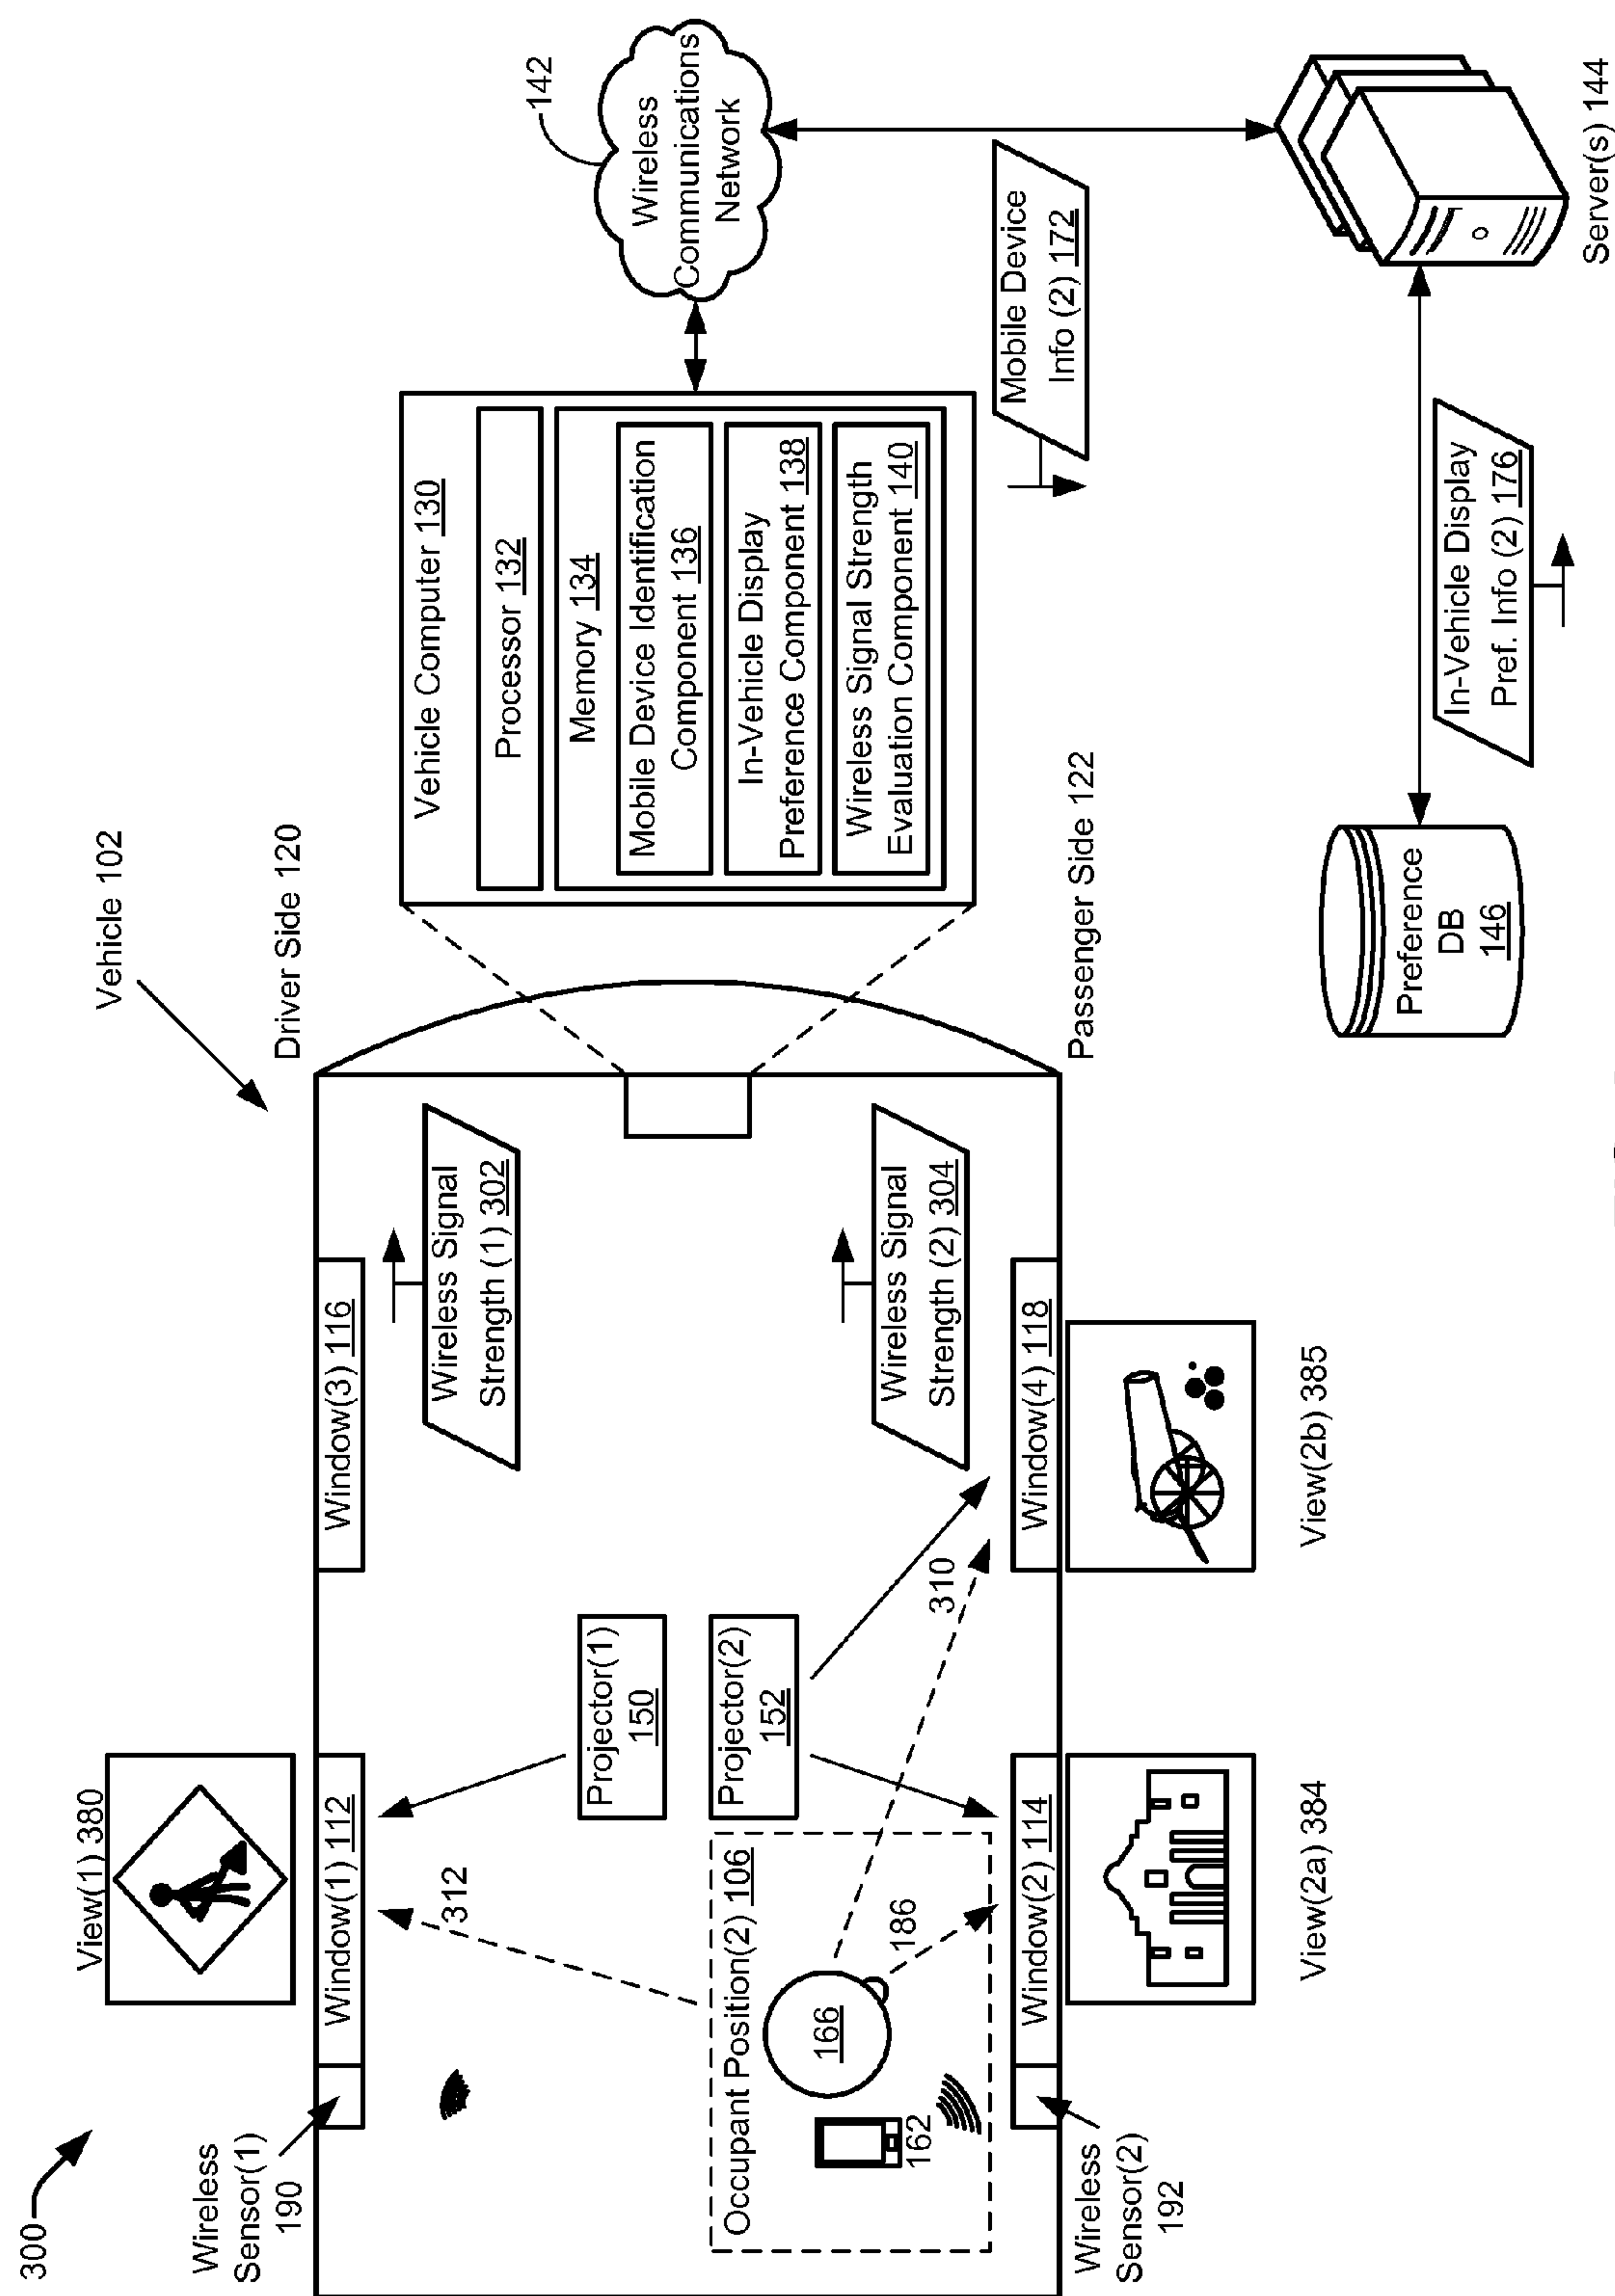 300
Vehicle 102
View(1) 380
Driver Side 120
Wireless
Sensor(1)
190
Window(1) 112
Window(3) 116
312
Wireless Signal
Strength (1) 302
Projector(1)
150
Projector(2)
152
Occupant Position(2) 106
166
186
162
310
Wireless Signal
Strength (2) 304
Wireless
Sensor(2)
192
Window(2) 114
Window(4) 118
Passenger Side 122
View(2a) 384
View(2b) 385
Vehicle Computer 130
Processor 132
Memory 134
Mobile Device Identification
Component 136
In-Vehicle Display
Preference Component 138
Wireless Signal Strength
Evaluation Component 140
142
Wireless
Communications
Network
Mobile Device
Info (2) 172
Preference
DB
146
In-Vehicle Display
Pref. Info (2) 176
Server(s) 144